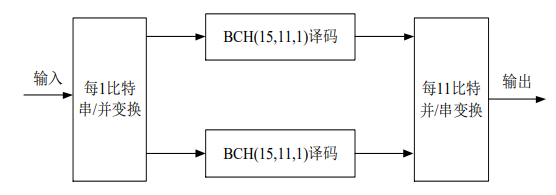 输入
每1比特
串/并变换
BCH(15,11,1)译码
BCH(15,11,1)译码
每11比特
并/串变换
输出